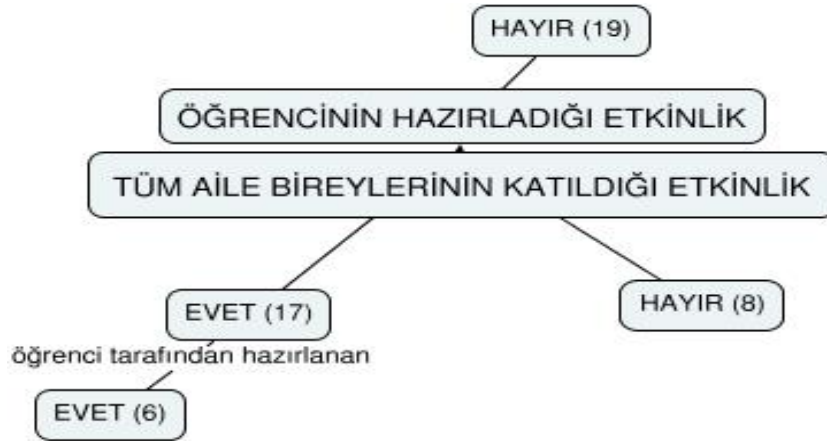 HAYIR (19)
ÖĞRENCİNİN HAZIRLADIĞI ETKİNLİK
TÜM AİLE BİREYLERİNİN KATILDIĞI ETKİNLİK
EVET (17)
HAYIR (8)
öğrenci tarafından hazırlanan
EVET (6)